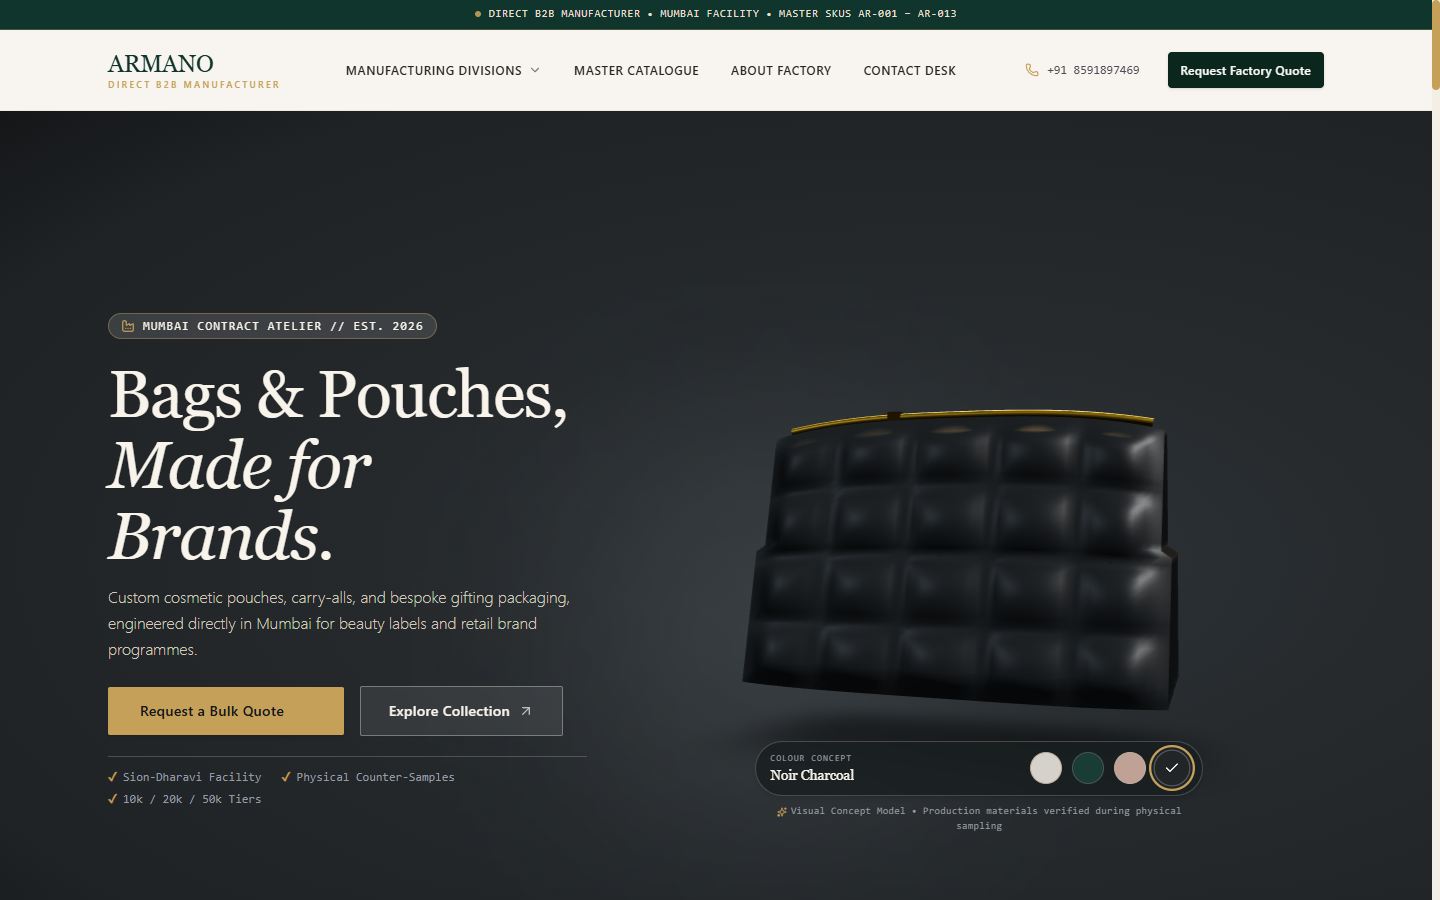 DIRECT B2B MANUFACTURER • MUMBAI FACILITY • MASTER SKUS AR-001 – AR-013
ARMANO
DIRECT B2B MANUFACTURER
MANUFACTURING DIVISIONS
MASTER CATALOGUE
ABOUT FACTORY
CONTACT DESK
+91 8591897469
Request Factory Quote
MUMBAI CONTRACT ATELIER // EST. 2026
Bags & Pouches,
Made for
Brands.
Custom cosmetic pouches, carry-alls, and bespoke gifting packaging,
engineered directly in Mumbai for beauty labels and retail brand
programmes.
Request a Bulk Quote
Explore Collection
✓ Sion-Dharavi Facility ✓ Physical Counter-Samples
✓ 10k / 20k / 50k Tiers
COLOUR CONCEPT
Noir Charcoal
Visual Concept Model • Production materials verified during physical
sampling